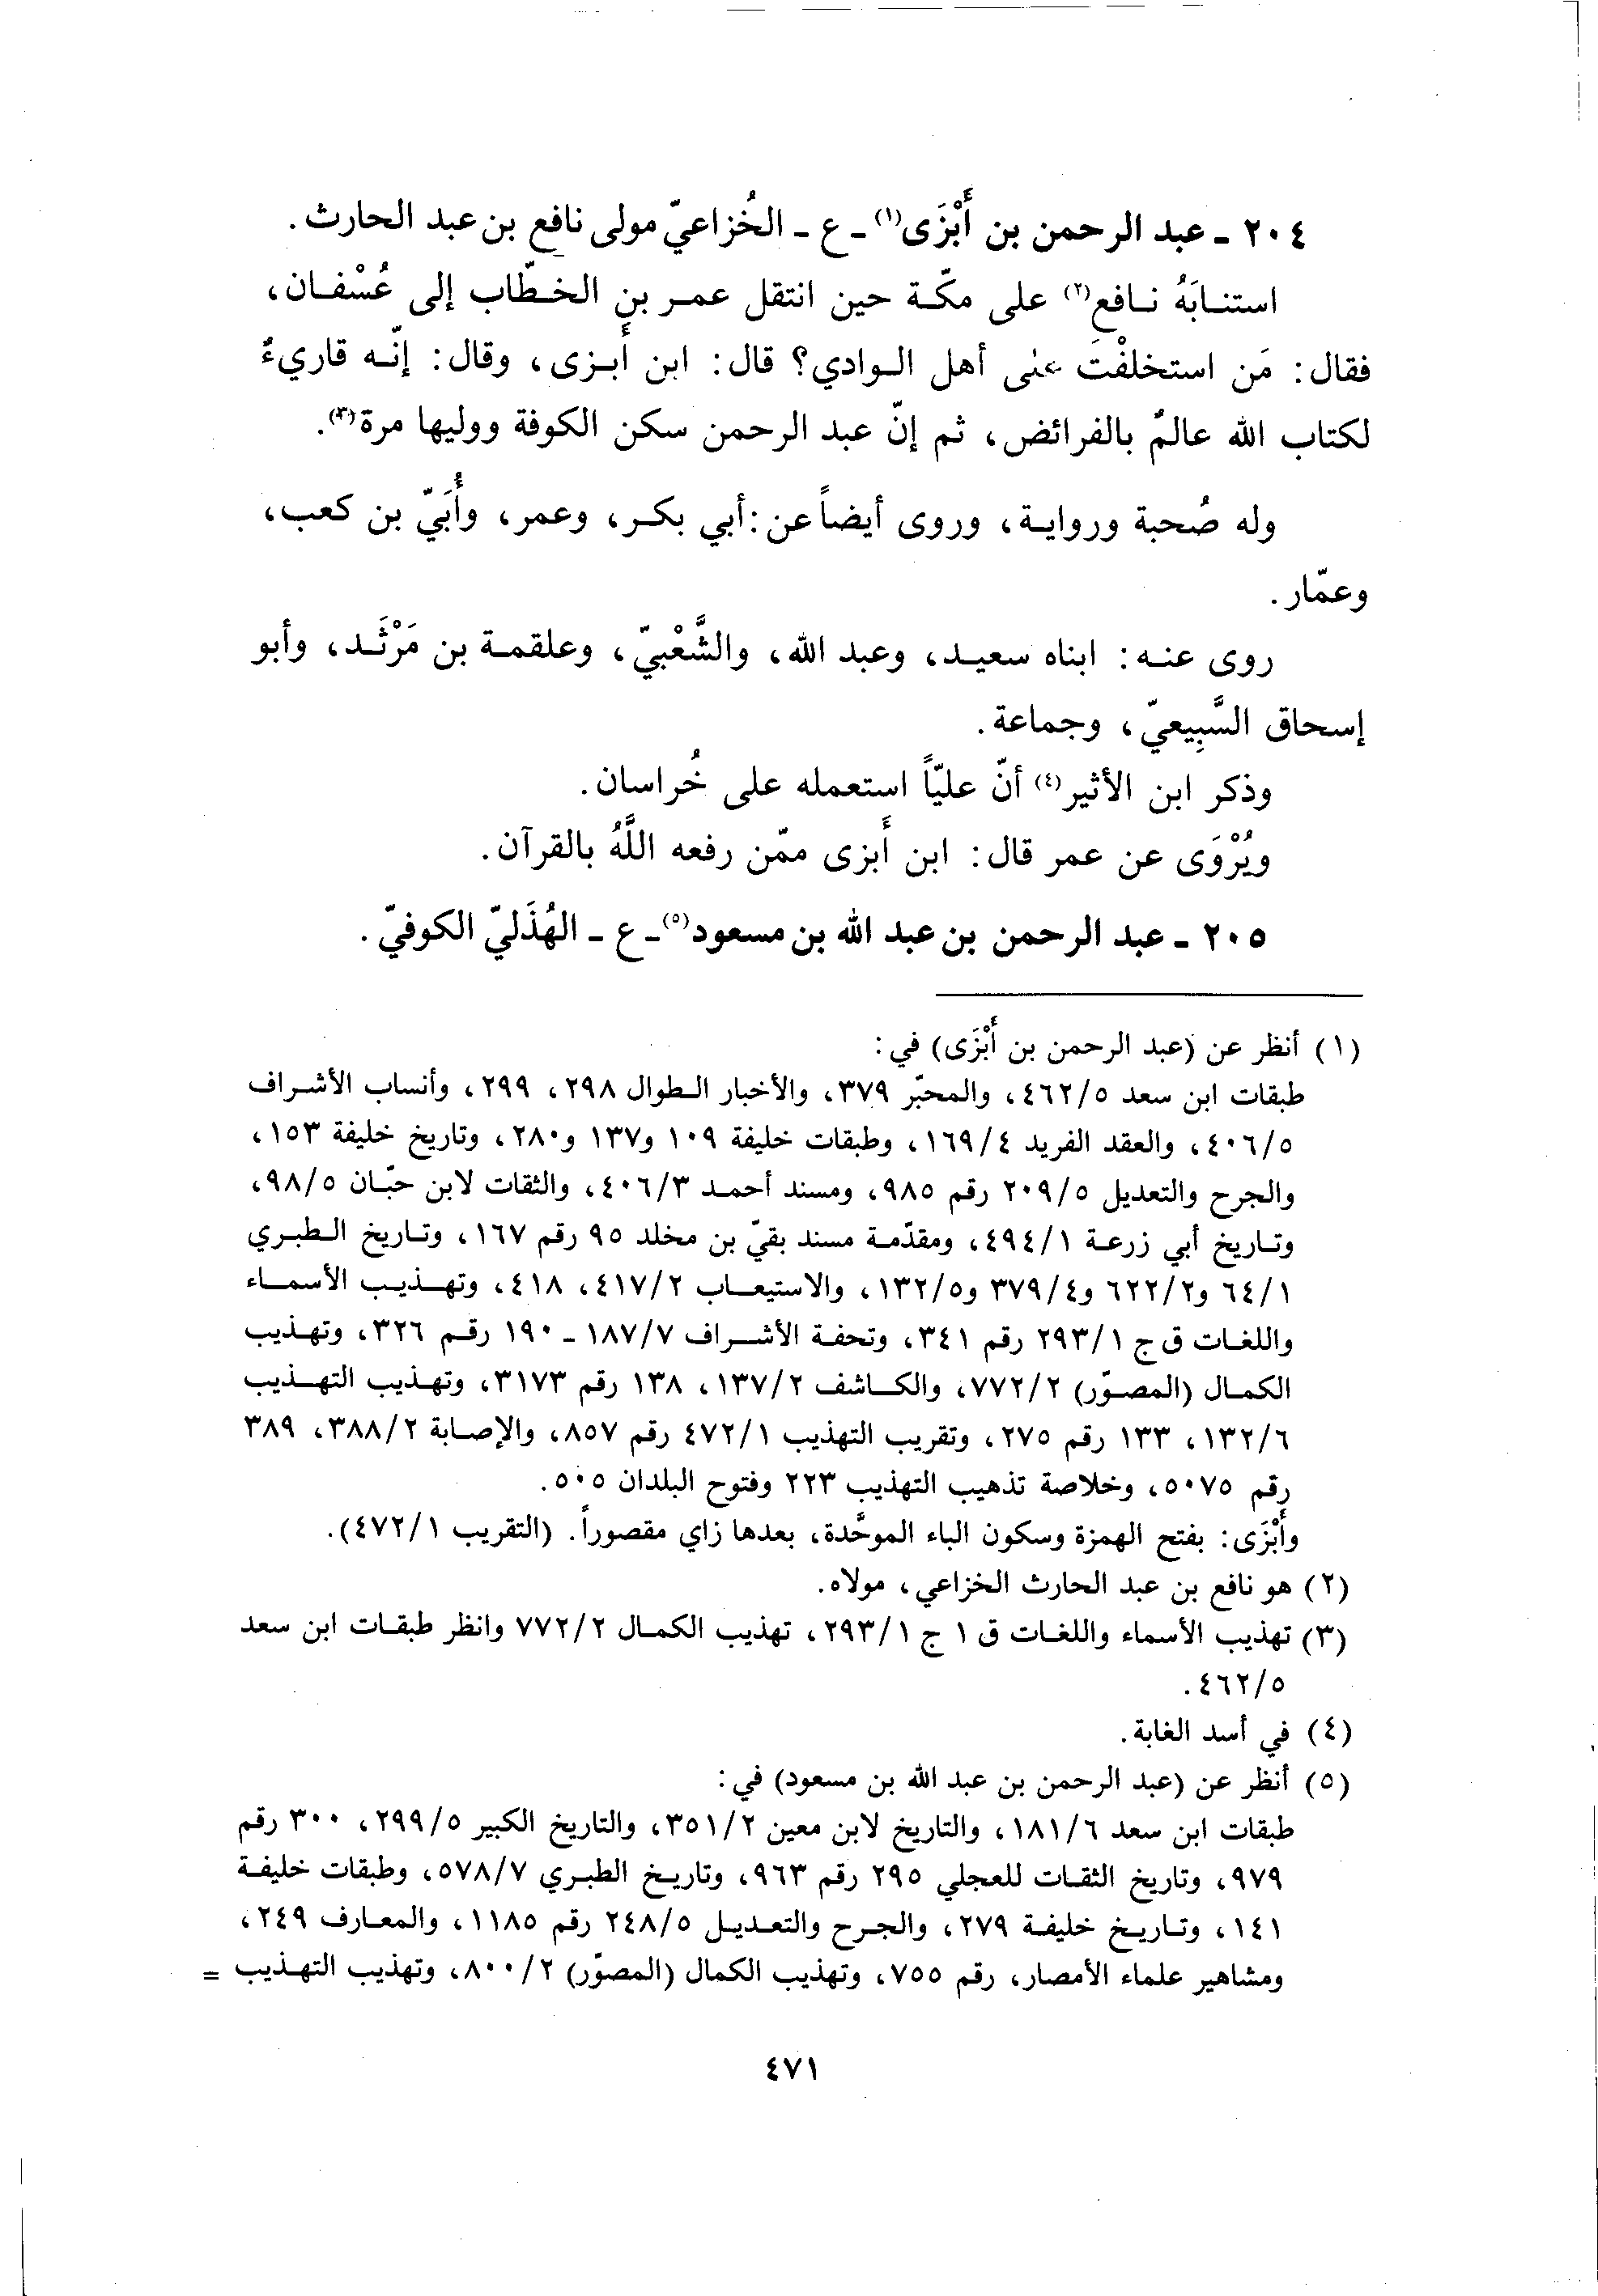 ٢٠٤ - عبد الرحمن بن أَبْزَى(١) - ع - الخُزاعيّ مولى نافع بن عبد الحارث.
استنابَهُ نافع(٢) على مكّة حين انتقل عمر بن الخطّاب إلى عُسْفان،
فقال: مَن استخلفْتَ على أهل الوادي؟ قال: ابن أَبزى، وقال: إنّه قاريءٌ
لكتاب الله عالمٌ بالفرائض، ثم إنّ عبد الرحمن سكن الكوفة ووليها مرة(٣).
وله صُحبة ورواية، وروى أيضاً عن: أبي بكر، وعمر، وأُبَيّ بن كعب،
وعمّار.
روى عنه: ابناه سعيد، وعبد الله، والشَّعْبيّ، وعلقمة بن مَرْثَد، وأبو
إسحاق السَّبِيعيّ، وجماعة.
وذكر ابن الأثير(٤) أنّ عليّاً استعمله على خُراسان.
ويُرْوَى عن عمر قال: ابن أَبزى ممّن رفعه اللَّهُ بالقرآن.
٢٠٥ - عبد الرحمن بن عبد الله بن مسعود(٥) - ع - الهُذَليّ الكوفيّ.
(١) أنظر عن (عبد الرحمن بن أَبْزَى) في:
طبقات ابن سعد ٤٦٢/٥، والمحبّر ٣٧٩، والأخبار الطوال ٢٩٨، ٢٩٩، وأنساب الأشراف
٤٠٦/٥، والعقد الفريد ١٦٩/٤، وطبقات خليفة ١٠٩ و١٣٧ و٢٨٠، وتاريخ خليفة ١٥٣،
والجرح والتعديل ٢٠٩/٥ رقم ٩٨٥، ومسند أحمد ٤٠٦/٣، والثقات لابن حبّان ٩٨/٥،
وتاريخ أبي زرعة ٤٩٤/١، ومقدّمة مسند بقيّ بن مخلد ٩٥ رقم ١٦٧، وتاريخ الطبري
٦٤/١ و٦٢٢/٢ و٣٧٩/٤ و١٣٢/٥، والاستيعاب ٤١٧/٢، ٤١٨، وتهذيب الأسماء
واللغات ق ج ٢٩٣/١ رقم ٣٤١، وتحفة الأشراف ١٨٧/٧ - ١٩٠ رقم ٣٢٦، وتهذيب
الكمال (المصوّر) ٧٧٢/٢، والكاشف ١٣٧/٢، ١٣٨ رقم ٣١٧٣، وتهذيب التهذيب
١٣٢/٦، ١٣٣ رقم ٢٧٥، وتقريب التهذيب ٤٧٢/١ رقم ٨٥٧، والإصابة ٣٨٨/٢، ٣٨٩
رقم ٥٠٧٥، وخلاصة تذهيب التهذيب ٢٢٣ وفتوح البلدان ٥٠٥.
وأَبْزَى: بفتح الهمزة وسكون الباء الموحَّدة، بعدها زاي مقصوراً. (التقريب ٤٧٢/١).
(٢) هو نافع بن عبد الحارث الخزاعي، مولاه.
(٣) تهذيب الأسماء واللغات ق ١ ج ٢٩٣/١، تهذيب الكمال ٧٧٢/٢ وانظر طبقات ابن سعد
٤٦٢/٥.
(٤) في أسد الغابة.
(٥) أنظر عن (عبد الرحمن بن عبد الله بن مسعود) في:
طبقات ابن سعد ١٨١/٦، والتاريخ لابن معين ٣٥١/٢، والتاريخ الكبير ٢٩٩/٥، ٣٠٠ رقم
٩٧٩، وتاريخ الثقات للعجلي ٢٩٥ رقم ٩٦٣، وتاريخ الطبري ٥٧٨/٧، وطبقات خليفة
١٤١، وتاريخ خليفة ٢٧٩، والجرح والتعديل ٢٤٨/٥ رقم ١١٨٥، والمعارف ٢٤٩،
ومشاهير علماء الأمصار، رقم ٧٥٥، وتهذيب الكمال (المصوّر) ٨٠٠/٢، وتهذيب التهذيب =
٤٧١